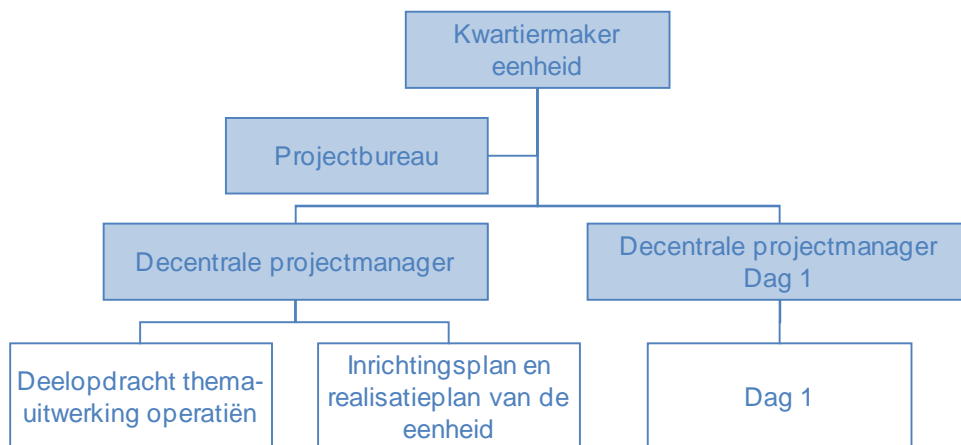 Kwartiermaker
eenheid
Projectbureau
Decentrale projectmanager
Decentrale projectmanager
Dag 1
Deelopdracht thema-
uitwerking operatiën
Inrichtingsplan en
realisatieplan van de
eenheid
Dag 1